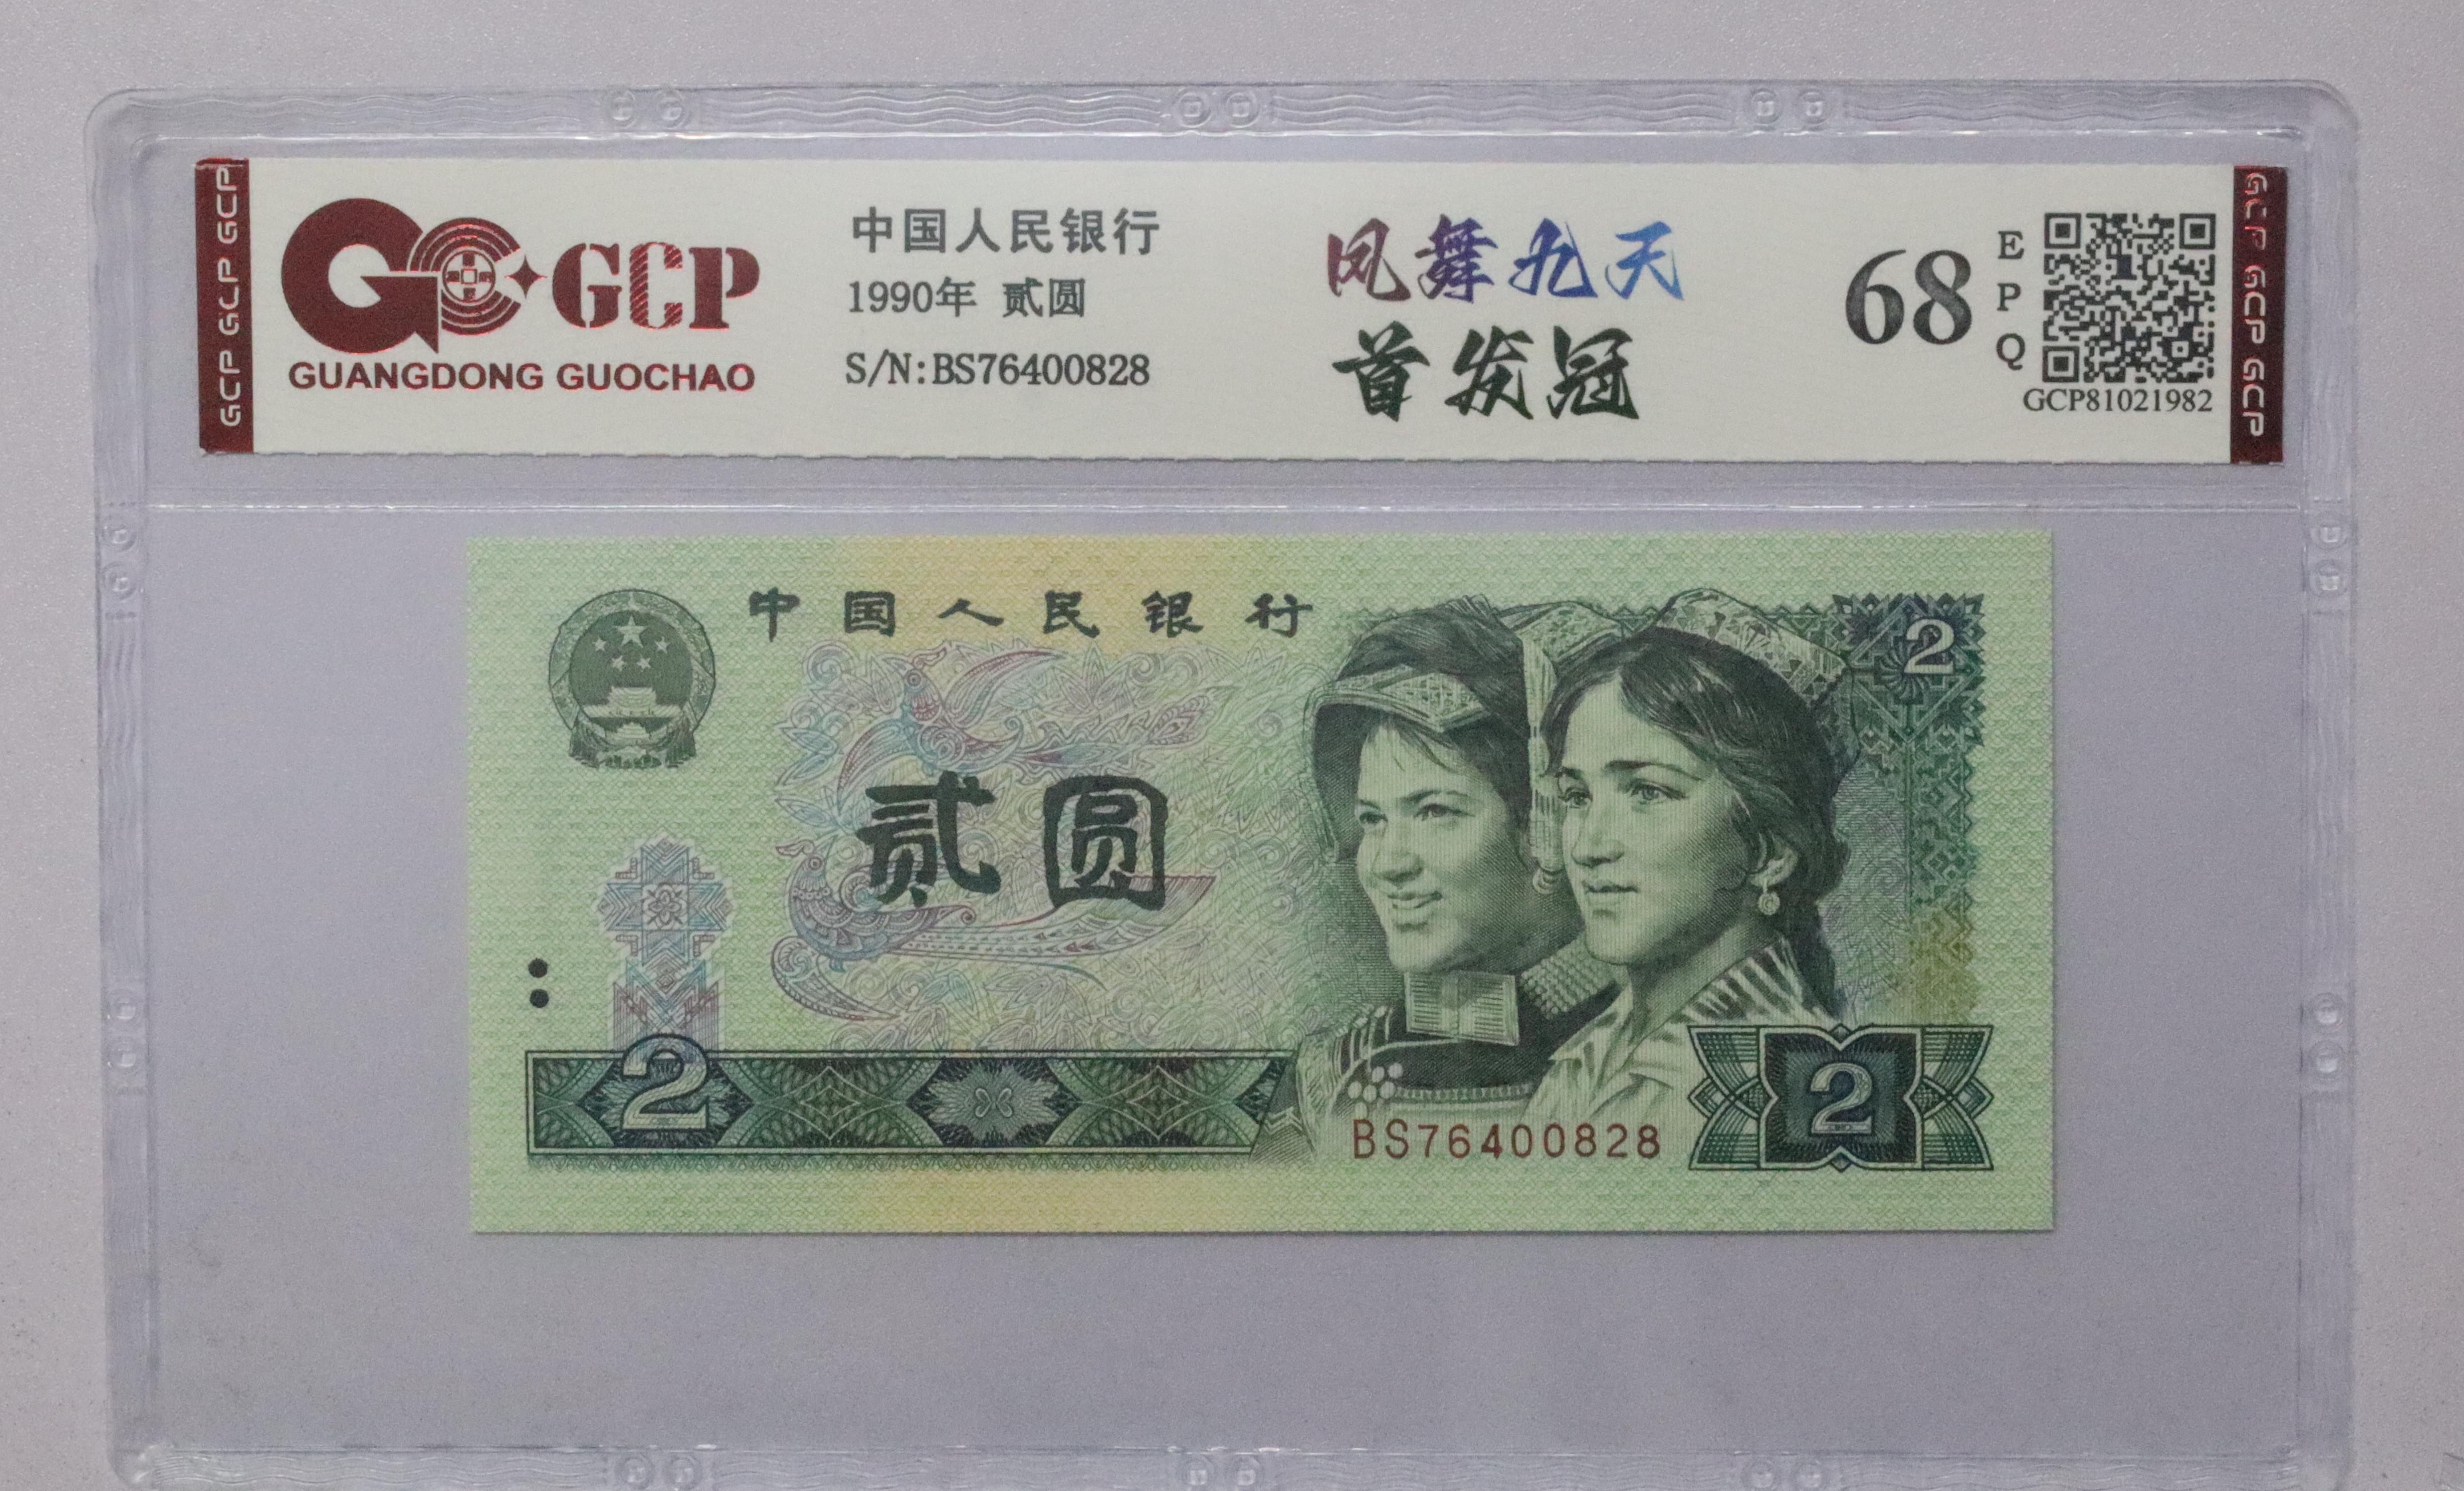 GCP GCP GCP
GCP
GUANGDONG GUOCHAO
中国人民银行
1990年 贰圆
S/N:BS76400828
凤舞九天
首发冠
68
E
P
Q
GCP81021982
GCP GCP GCP
中国人民银行
2
贰圆
2
BS76400828
2